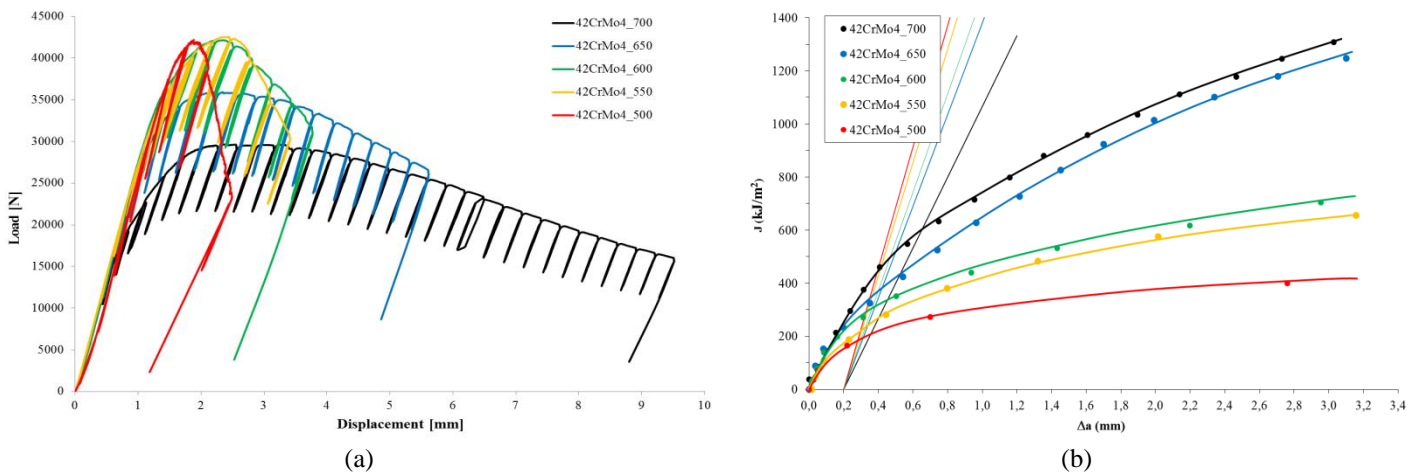 45000
40000
35000
30000
25000
20000
15000
10000
5000
0
Load [N]
0 1 2 3 4 5 6 7 8 9 10
Displacement [mm]
42CrMo4_700
42CrMo4_650
42CrMo4_600
42CrMo4_550
42CrMo4_500
(a)
1400
1200
1000
800
600
400
200
0
J (kJ/m²)
0,0 0,2 0,4 0,6 0,8 1,0 1,2 1,4 1,6 1,8 2,0 2,2 2,4 2,6 2,8 3,0 3,2 3,4
Δa (mm)
42CrMo4_700
42CrMo4_650
42CrMo4_600
42CrMo4_550
42CrMo4_500
(b)